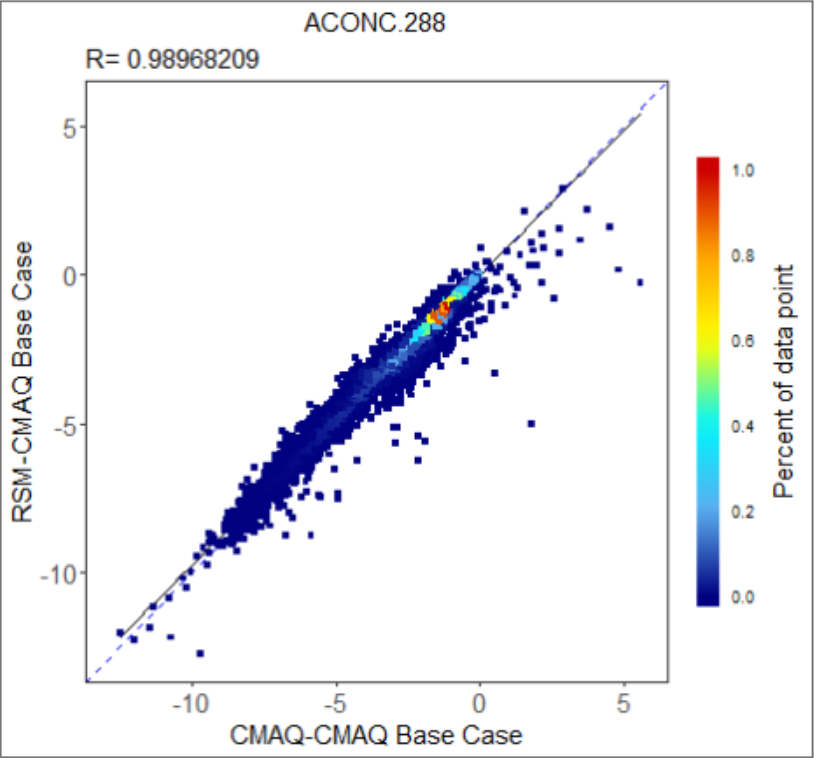 ACONC.288
R= 0.98968209
5
0
-5
-10
-10
-5
0
5
RSM-CMAQ Base Case
CMAQ-CMAQ Base Case
1.0
0.8
0.6
0.4
0.2
0.0
Percent of data point